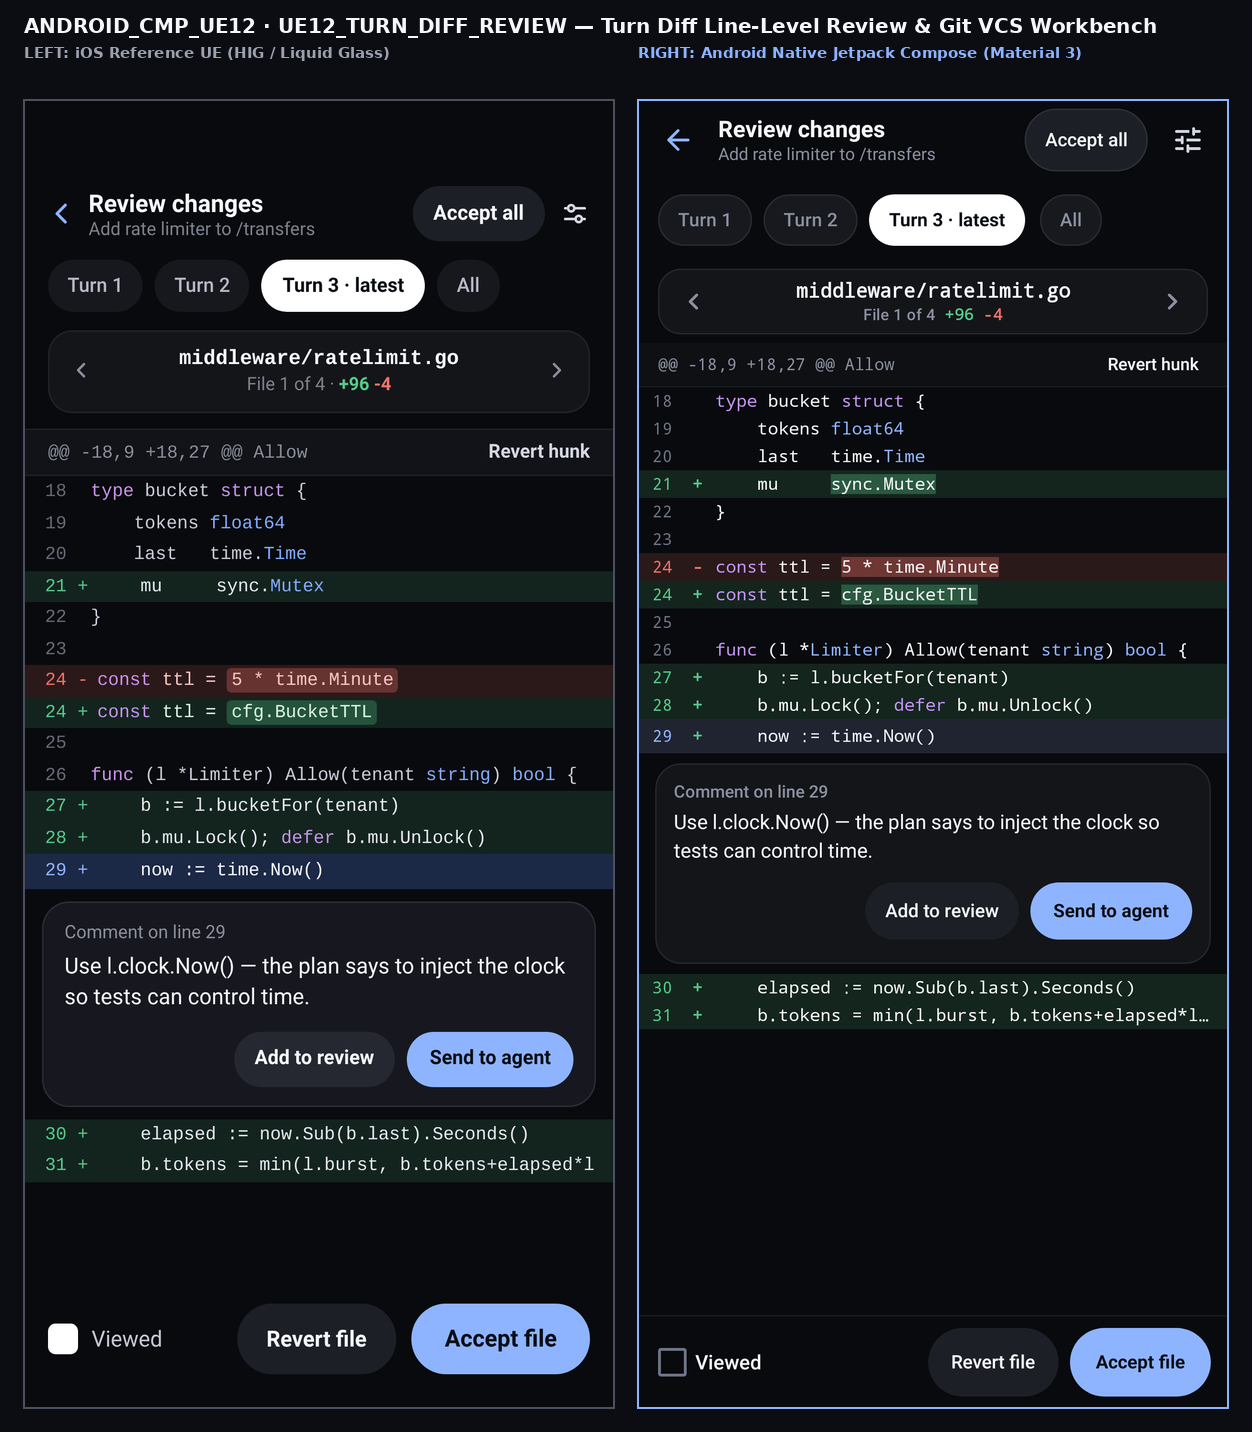 ANDROID_CMP_UE12 · UE12_TURN_DIFF_REVIEW — Turn Diff Line-Level Review & Git VCS Workbench
LEFT: iOS Reference UE (HIG / Liquid Glass)
Review changes
Add rate limiter to /transfers
Accept all
Turn 1
Turn 2
Turn 3 · latest
All
middleware/ratelimit.go
File 1 of 4 · +96 -4
@@ -18,9 +18,27 @@ Allow
Revert hunk
18 type bucket struct {
19 tokens float64
20 last time.Time
21 + mu sync.Mutex
22 }
23
24 - const ttl = 5 * time.Minute
24 + const ttl = cfg.BucketTTL
25
26 func (l *Limiter) Allow(tenant string) bool {
27 + b := l.bucketFor(tenant)
28 + b.mu.Lock(); defer b.mu.Unlock()
29 + now := time.Now()
Comment on line 29
Use l.clock.Now() — the plan says to inject the clock
so tests can control time.
Add to review
Send to agent
30 + elapsed := now.Sub(b.last).Seconds()
31 + b.tokens = min(l.burst, b.tokens+elapsed*l
Viewed
Revert file
Accept file
RIGHT: Android Native Jetpack Compose (Material 3)
Review changes
Add rate limiter to /transfers
Accept all
Turn 1
Turn 2
Turn 3 · latest
All
middleware/ratelimit.go
File 1 of 4 +96 -4
@@ -18,9 +18,27 @@ Allow
Revert hunk
18 type bucket struct {
19 tokens float64
20 last time.Time
21 + mu sync.Mutex
22 }
23
24 - const ttl = 5 * time.Minute
24 + const ttl = cfg.BucketTTL
25
26 func (l *Limiter) Allow(tenant string) bool {
27 + b := l.bucketFor(tenant)
28 + b.mu.Lock(); defer b.mu.Unlock()
29 + now := time.Now()
Comment on line 29
Use l.clock.Now() — the plan says to inject the clock so
tests can control time.
Add to review
Send to agent
30 + elapsed := now.Sub(b.last).Seconds()
31 + b.tokens = min(l.burst, b.tokens+elapsed*l…
Viewed
Revert file
Accept file